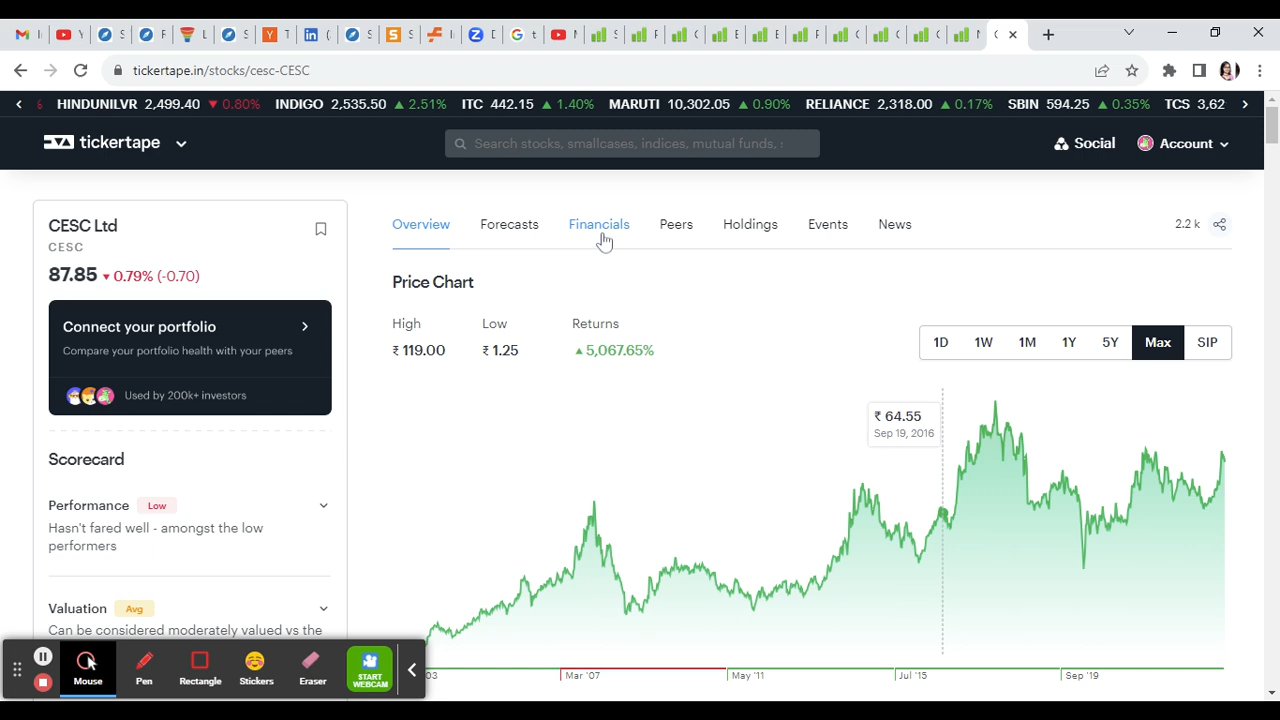 tickertape.in/stocks/cesc-CESC
HINDUNILVR 2,499.40 ▼ 0.80% INDIGO 2,535.50 ▲ 2.51% ITC 442.15 ▲ 1.40% MARUTI 10,302.05 ▲ 0.90% RELIANCE 2,318.00 ▲ 0.17% SBIN 594.25 ▲ 0.35% TCS 3,62
tickertape
Search stocks, smallcases, indices, mutual funds,
Social
Account
CESC Ltd
CESC
87.85 ▼ 0.79% (-0.70)
Connect your portfolio
Compare your portfolio health with your peers
Used by 200k+ investors
Scorecard
Performance Low
Hasn't fared well - amongst the low
performers
Valuation Avg
Can be considered moderately valued vs the
Overview Forecasts Financials Peers Holdings Events News
2.2 k
Price Chart
High Low Returns
₹ 119.00 ₹ 1.25 ▲ 5,067.65%
1D 1W 1M 1Y 5Y Max SIP
₹ 64.55
Sep 19, 2016
03 Mar '07 May '11 Jul '15 Sep '19
Mouse Pen Rectangle Stickers Eraser
START
WEBCAM